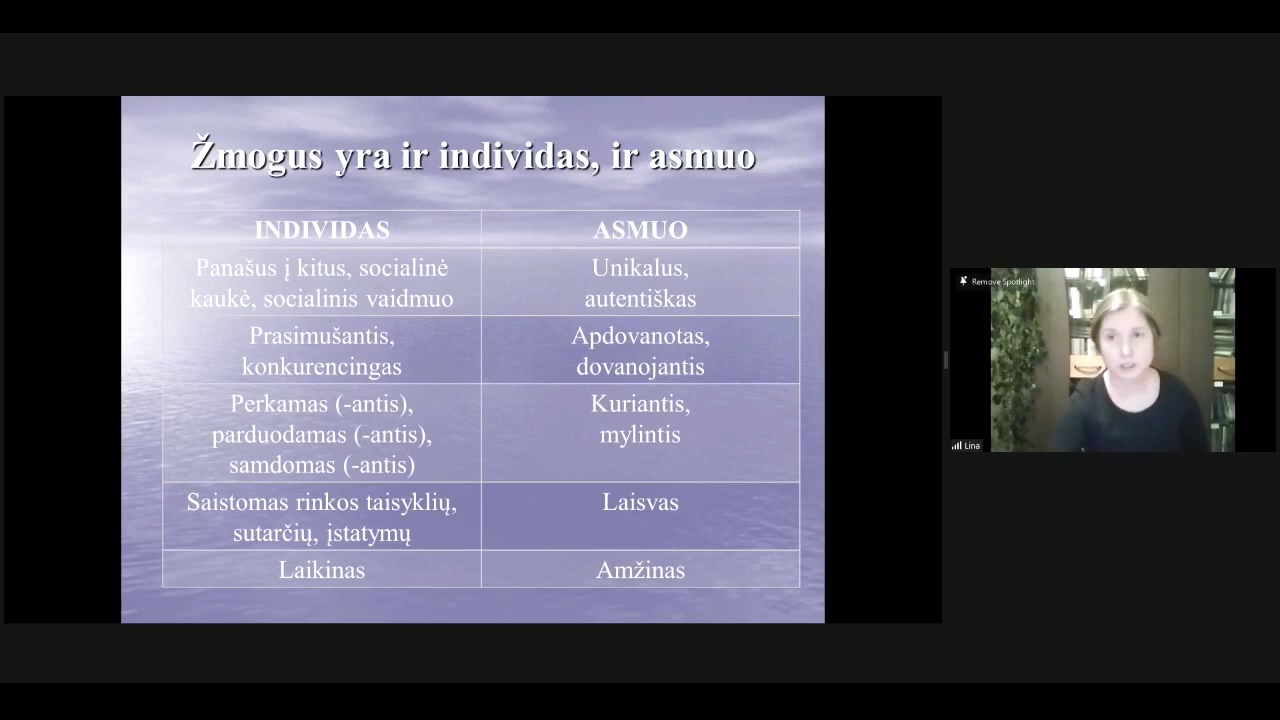 Žmogus yra ir individas, ir asmuo
INDIVIDAS
ASMUO
Panašus į kitus, socialinė
kaukė, socialinis vaidmuo
Unikalus,
autentiškas
Prasimušantis,
konkurencingas
Apdovanotas,
dovanojantis
Perkamas (-antis),
parduodamas (-antis),
samdomas (-antis)
Kuriantis,
mylintis
Saistomas rinkos taisyklių,
sutarčių, įstatymų
Laisvas
Laikinas
Amžinas
Remove Spotlight
Lina